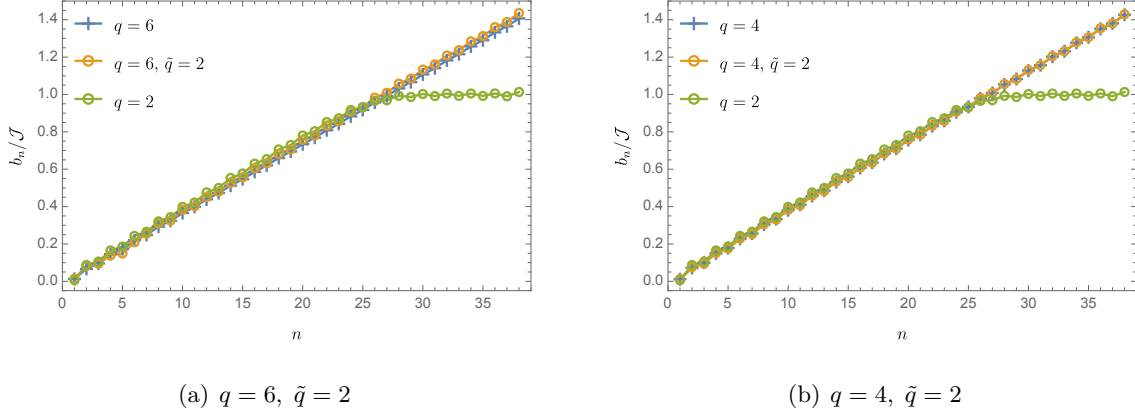 q = 6
q = 6, q̃ = 2
q = 2
b_n/𝒥
1.4
1.2
1.0
0.8
0.6
0.4
0.2
0.0
0 5 10 15 20 25 30 35
n
(a) q = 6, q̃ = 2
q = 4
q = 4, q̃ = 2
q = 2
b_n/𝒥
1.4
1.2
1.0
0.8
0.6
0.4
0.2
0.0
0 5 10 15 20 25 30 35
n
(b) q = 4, q̃ = 2